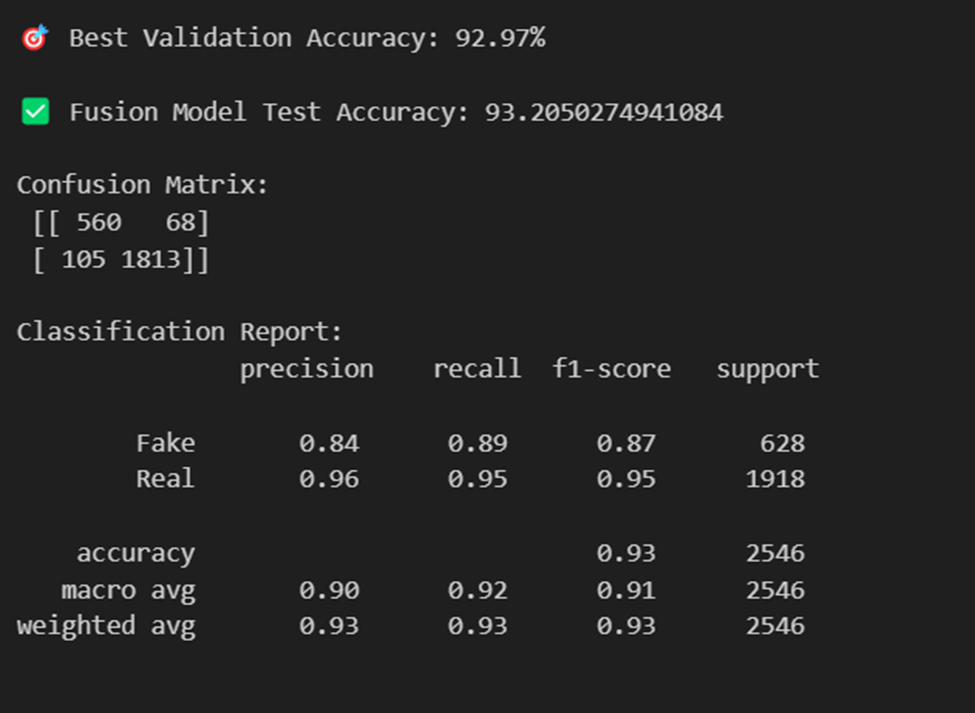 🎯 Best Validation Accuracy: 92.97%
✅ Fusion Model Test Accuracy: 93.2050274941084
Confusion Matrix:
[[ 560   68]
[ 105 1813]]
Classification Report:
precision    recall  f1-score   support
Fake       0.84      0.89      0.87       628
Real       0.96      0.95      0.95      1918
accuracy                           0.93      2546
macro avg       0.90      0.92      0.91      2546
weighted avg       0.93      0.93      0.93      2546